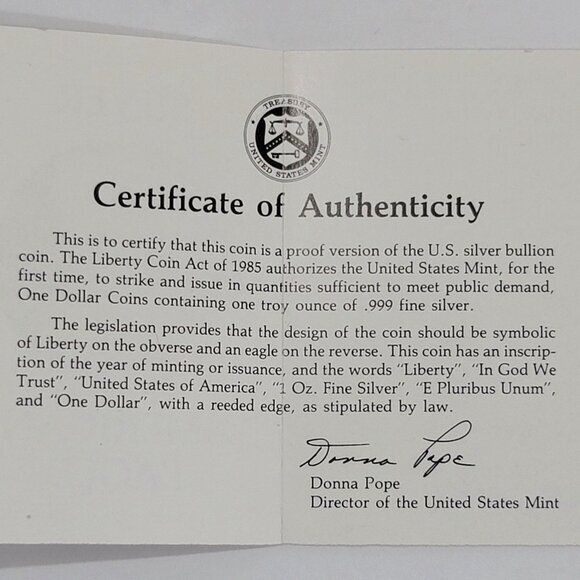 TREASURY
UNITED STATES MINT
Certificate of Authenticity
This is to certify that this coin is a proof version of the U.S. silver bullion
coin. The Liberty Coin Act of 1985 authorizes the United States Mint, for the
first time, to strike and issue in quantities sufficient to meet public demand,
One Dollar Coins containing one troy ounce of .999 fine silver.
The legislation provides that the design of the coin should be symbolic
of Liberty on the obverse and an eagle on the reverse. This coin has an inscrip-
tion of the year of minting or issuance, and the words "Liberty", "In God We
Trust", "United States of America", "1 Oz. Fine Silver", "E Pluribus Unum",
and "One Dollar", with a reeded edge, as stipulated by law.
Donna Pope
Donna Pope
Director of the United States Mint